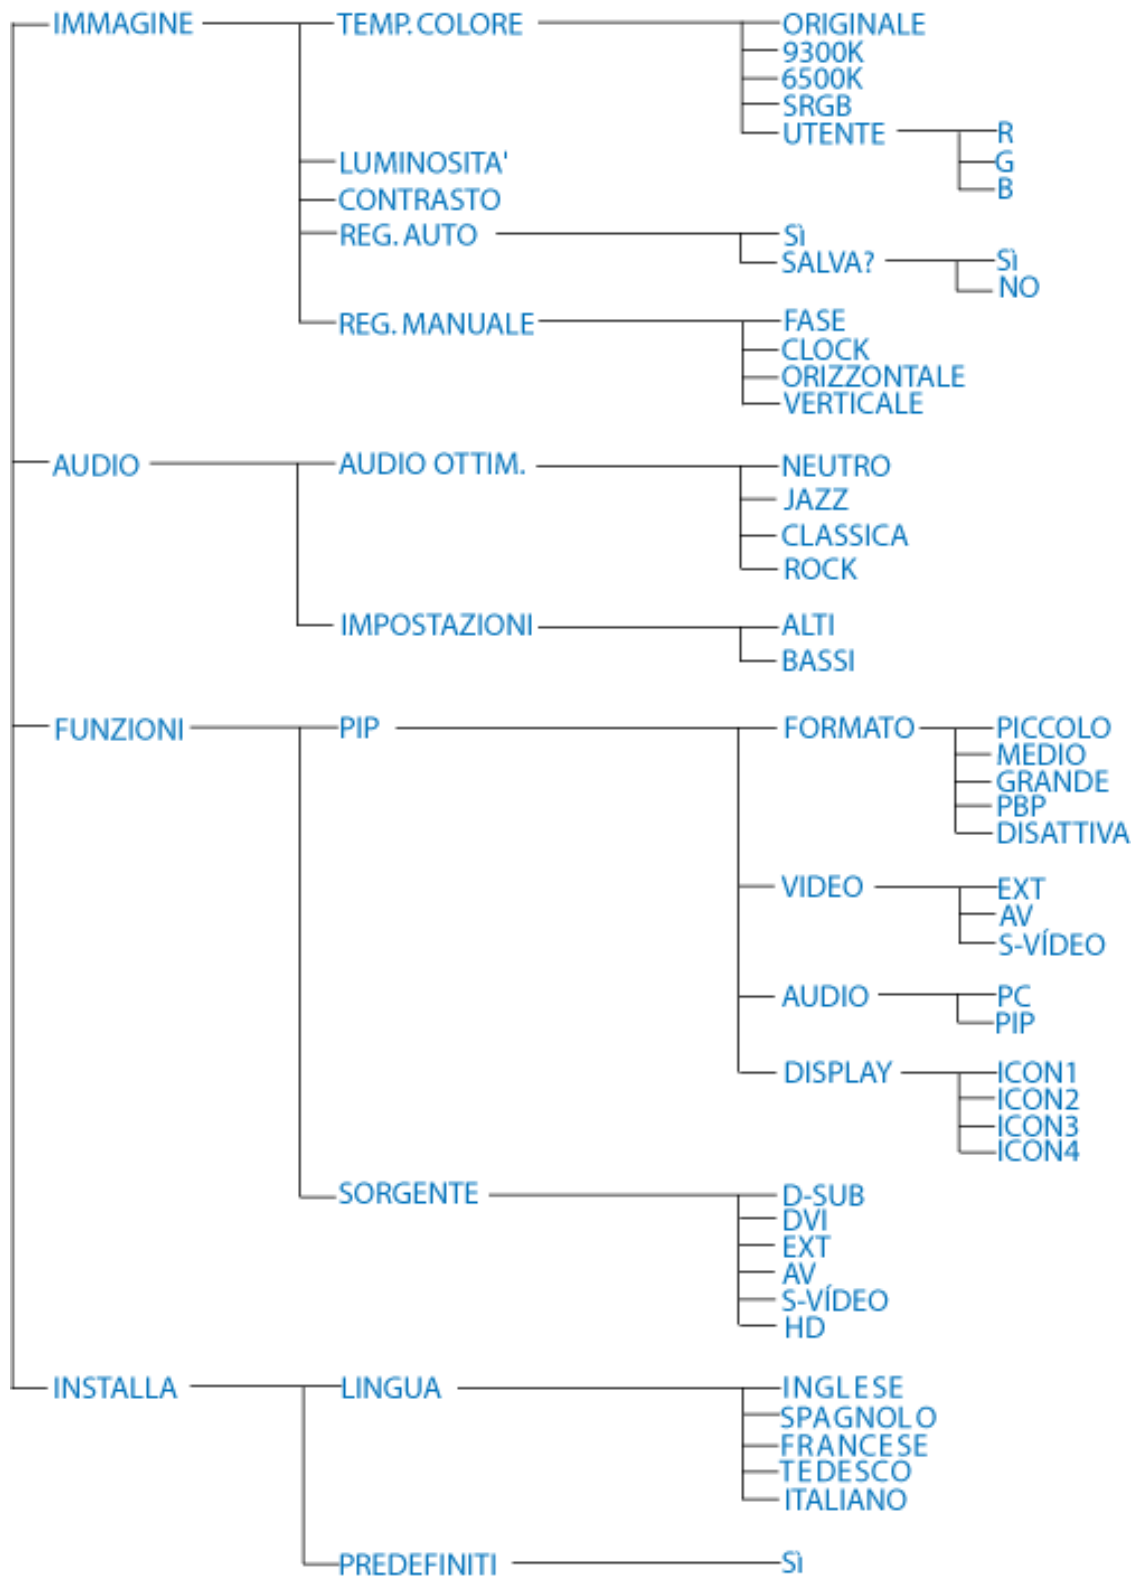 IMMAGINE
TEMP. COLORE
ORIGINALE
9300K
6500K
SRGB
UTENTE
R
G
B
LUMINOSITA'
CONTRASTO
REG. AUTO
Sì
SALVA?
Sì
NO
REG. MANUALE
FASE
CLOCK
ORIZZONTALE
VERTICALE
AUDIO
AUDIO OTTIM.
NEUTRO
JAZZ
CLASSICA
ROCK
IMPOSTAZIONI
ALTI
BASSI
FUNZIONI
PIP
FORMATO
PICCOLO
MEDIO
GRANDE
PBP
DISATTIVA
VIDEO
EXT
AV
S-VÍDEO
AUDIO
PC
PIP
DISPLAY
ICON1
ICON2
ICON3
ICON4
SORGENTE
D-SUB
DVI
EXT
AV
S-VÍDEO
HD
INSTALLA
LINGUA
INGLESE
SPAGNOLO
FRANCESE
TEDESCO
ITALIANO
PREDEFINITI
Sì